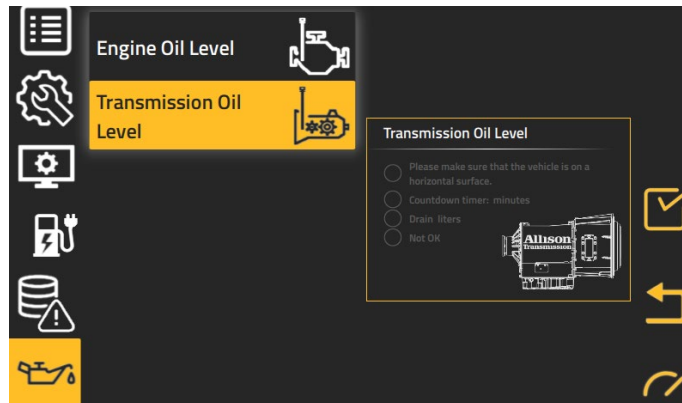 Engine Oil Level
Transmission Oil
Level
Transmission Oil Level
Please make sure that the vehicle is on a
horizontal surface.
Countdown timer: minutes
Drain liters
Not OK
Allison
Transmission